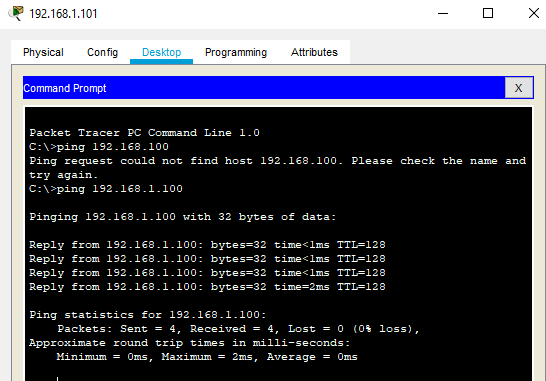 192.168.1.101
Physical Config Desktop Programming Attributes
Command Prompt X
Packet Tracer PC Command Line 1.0
C:\>ping 192.168.100
Ping request could not find host 192.168.100. Please check the name and
try again.
C:\>ping 192.168.1.100
Pinging 192.168.1.100 with 32 bytes of data:
Reply from 192.168.1.100: bytes=32 time<1ms TTL=128
Reply from 192.168.1.100: bytes=32 time<1ms TTL=128
Reply from 192.168.1.100: bytes=32 time<1ms TTL=128
Reply from 192.168.1.100: bytes=32 time=2ms TTL=128
Ping statistics for 192.168.1.100:
Packets: Sent = 4, Received = 4, Lost = 0 (0% loss),
Approximate round trip times in milli-seconds:
Minimum = 0ms, Maximum = 2ms, Average = 0ms